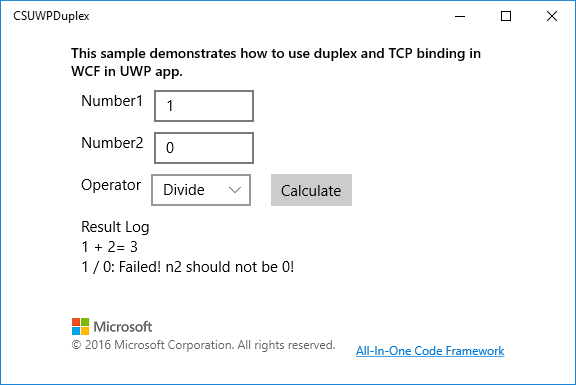 CSUWPDuplex
This sample demonstrates how to use duplex and TCP binding in
WCF in UWP app.
Number1 1
Number2 0
Operator Divide Calculate
Result Log
1 + 2= 3
1 / 0: Failed! n2 should not be 0!
Microsoft
© 2016 Microsoft Corporation. All rights reserved. All-In-One Code Framework